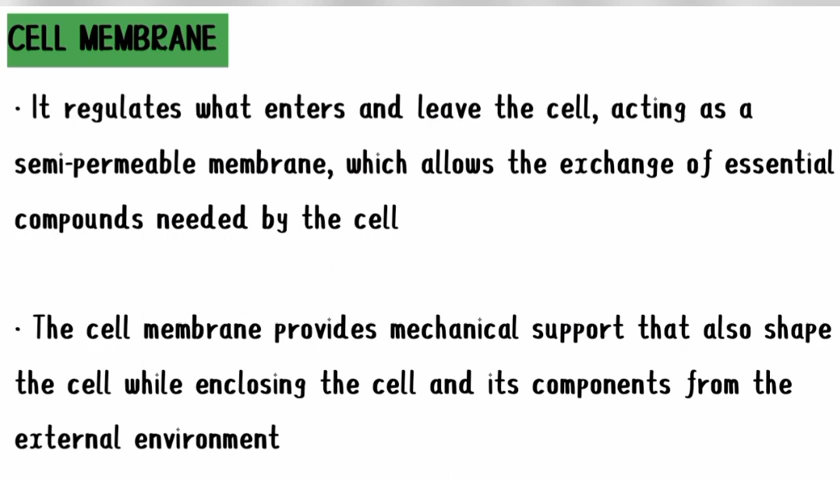 CELL MEMBRANE
· It regulates what enters and leave the cell, acting as a
semi-permeable membrane, which allows the exchange of essential
compounds needed by the cell
· The cell membrane provides mechanical support that also shape
the cell while enclosing the cell and its components from the
external environment